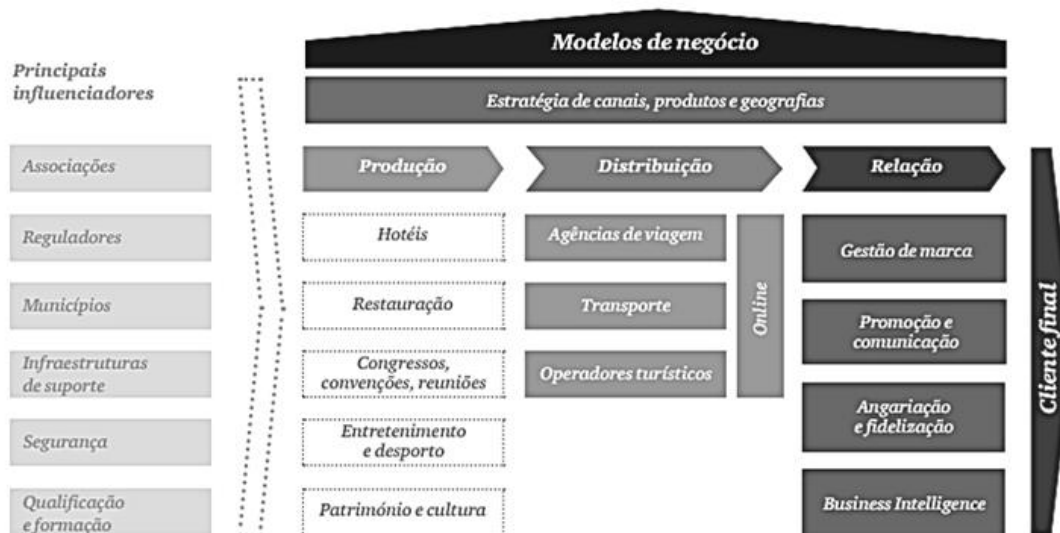 Modelos de negócio
Principais
influenciadores
Estratégia de canais, produtos e geografias
Associações
Reguladores
Municípios
Infraestruturas
de suporte
Segurança
Qualificação
e formação
Produção
Hotéis
Restauração
Congressos,
convenções, reuniões
Entretenimento
e desporto
Património e cultura
Distribuição
Agências de viagem
Transporte
Operadores turísticos
Online
Relação
Gestão de marca
Promoção e
comunicação
Angariação
e fidelização
Business Intelligence
Cliente final